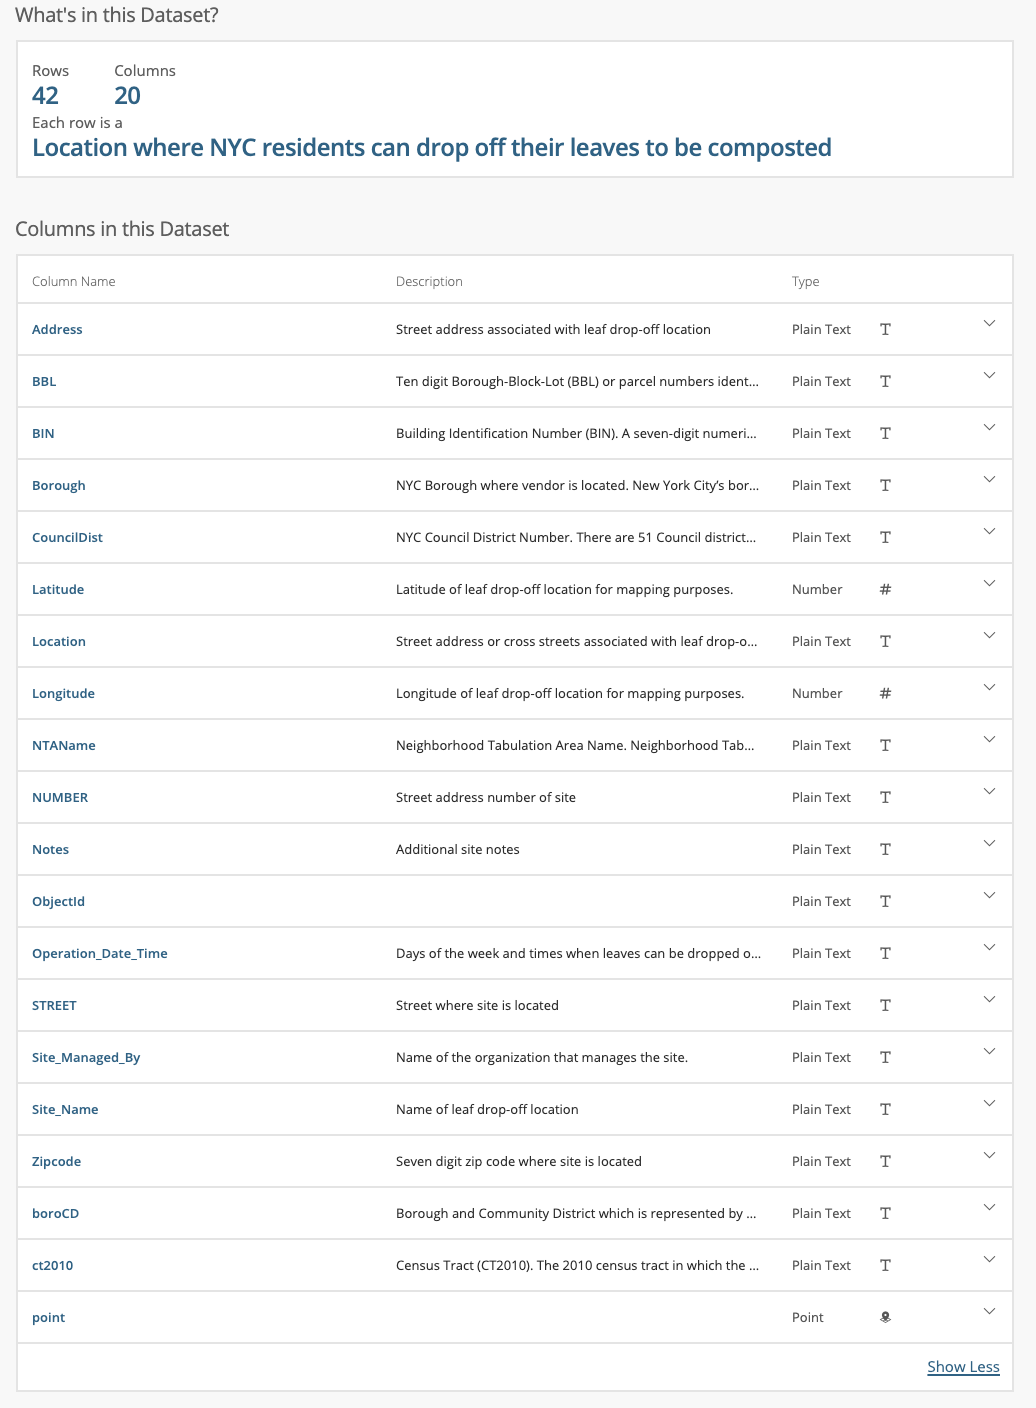 What's in this Dataset?
Rows Columns
42 20
Each row is a
Location where NYC residents can drop off their leaves to be composted
Columns in this Dataset
Column Name Description Type
Address Street address associated with leaf drop-off location Plain Text T
BBL Ten digit Borough-Block-Lot (BBL) or parcel numbers ident... Plain Text T
BIN Building Identification Number (BIN). A seven-digit numeri... Plain Text T
Borough NYC Borough where vendor is located. New York City's bor... Plain Text T
CouncilDist NYC Council District Number. There are 51 Council district... Plain Text T
Latitude Latitude of leaf drop-off location for mapping purposes. Number #
Location Street address or cross streets associated with leaf drop-o... Plain Text T
Longitude Longitude of leaf drop-off location for mapping purposes. Number #
NTAName Neighborhood Tabulation Area Name. Neighborhood Tab... Plain Text T
NUMBER Street address number of site Plain Text T
Notes Additional site notes Plain Text T
ObjectId Plain Text T
Operation_Date_Time Days of the week and times when leaves can be dropped o... Plain Text T
STREET Street where site is located Plain Text T
Site_Managed_By Name of the organization that manages the site. Plain Text T
Site_Name Name of leaf drop-off location Plain Text T
Zipcode Seven digit zip code where site is located Plain Text T
boroCD Borough and Community District which is represented by ... Plain Text T
ct2010 Census Tract (CT2010). The 2010 census tract in which the ... Plain Text T
point Point
Show Less